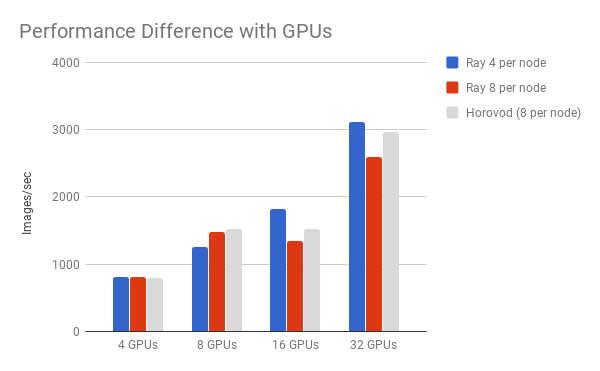 Performance Difference with GPUs
4000
3000
2000
1000
0
Images/sec
4 GPUs
8 GPUs
16 GPUs
32 GPUs
Ray 4 per node
Ray 8 per node
Horovod (8 per node)